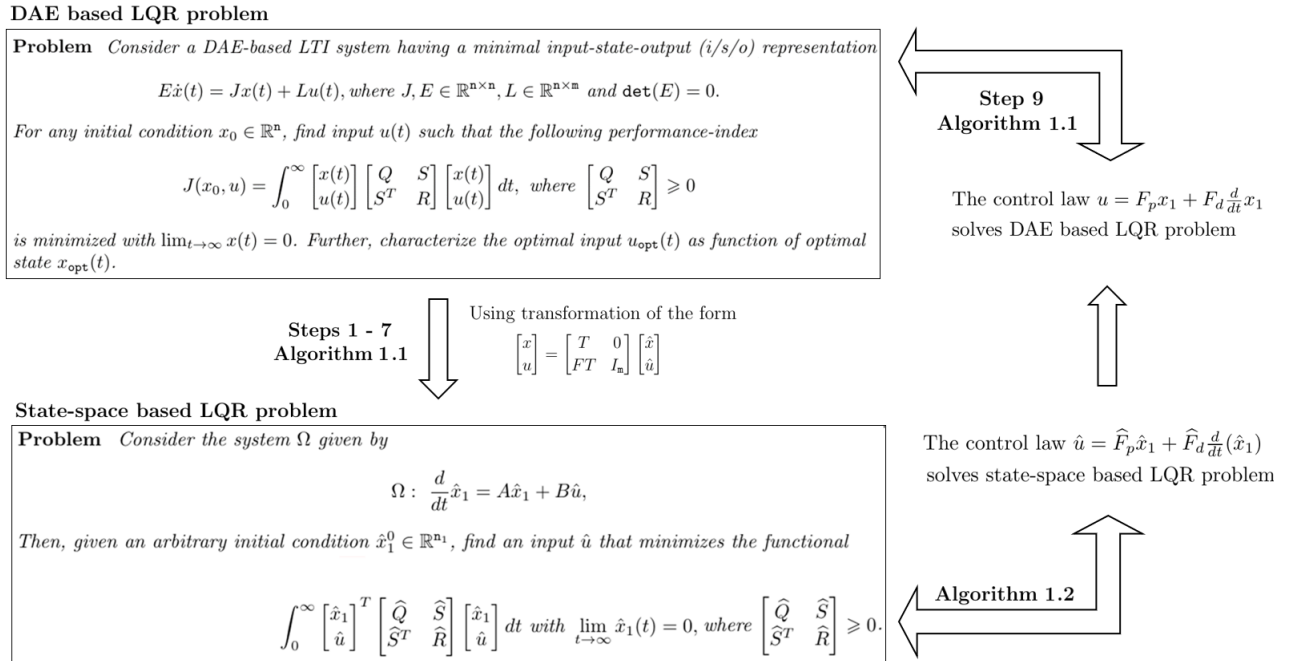 DAE based LQR problem
Problem Consider a DAE-based LTI system having a minimal input-state-output (i/s/o) representation
Eẋ(t) = Jx(t) + Lu(t), where J, E ∈ ℝⁿˣⁿ, L ∈ ℝⁿˣᵐ and det(E) = 0.
For any initial condition x₀ ∈ ℝⁿ, find input u(t) such that the following performance-index
J(x₀, u) = ∫₀^∞ [x(t) u(t)] [Q S Sᵀ R] [x(t) u(t)] dt, where [Q S Sᵀ R] ⩾ 0
is minimized with lim_{t→∞} x(t) = 0. Further, characterize the optimal input u_opt(t) as function of optimal
state x_opt(t).
Step 9
Algorithm 1.1
The control law u = Fₚx₁ + F_d d/dt x₁
solves DAE based LQR problem
Steps 1 - 7
Algorithm 1.1
Using transformation of the form
[x u] = [T 0 FT Iₘ] [x̂ û]
State-space based LQR problem
Problem Consider the system Ω given by
Ω : d/dt x̂₁ = Ax̂₁ + Bû,
Then, given an arbitrary initial condition x̂₁⁰ ∈ ℝ^{n₁}, find an input û that minimizes the functional
∫₀^∞ [x̂₁ û]ᵀ [Q̂ Ŝ Ŝᵀ R̂] [x̂₁ û] dt with lim_{t→∞} x̂₁(t) = 0, where [Q̂ Ŝ Ŝᵀ R̂] ⩾ 0.
The control law û = F̂ₚx̂₁ + F̂_d d/dt (x̂₁)
solves state-space based LQR problem
Algorithm 1.2